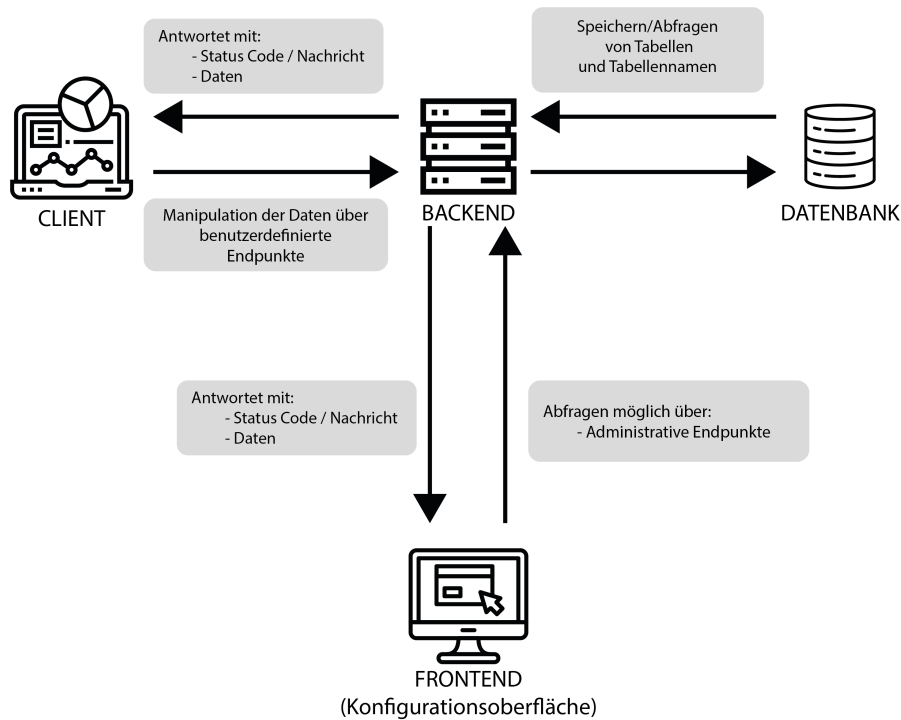 Antwortet mit:
- Status Code / Nachricht
- Daten
Speichern/Abfragen
von Tabellen
und Tabellennamen
CLIENT
BACKEND
DATENBANK
Manipulation der Daten über
benutzerdefinierte
Endpunkte
Antwortet mit:
- Status Code / Nachricht
- Daten
Abfragen möglich über:
- Administrative Endpunkte
FRONTEND
(Konfigurationsoberfläche)